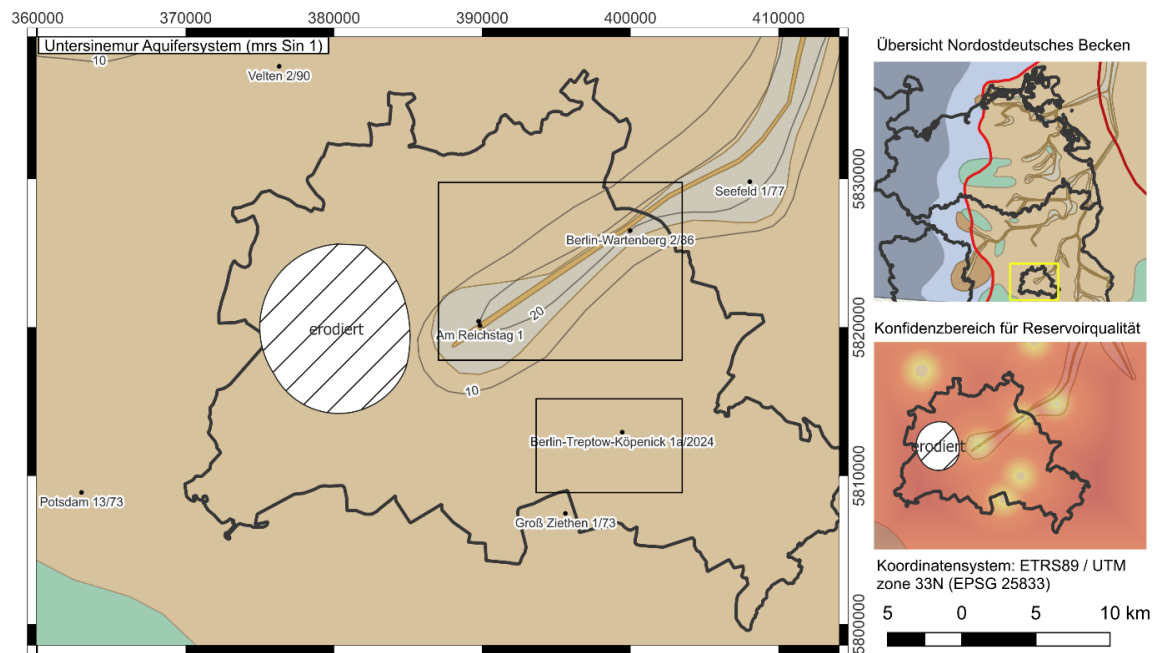 360000 370000 380000 390000 400000 410000
Untersinemur Aquifersystem (mrs Sin 1)
10
Velten 2/90
Seefeld 1/77
Berlin-Wartenberg 2/86
erodiert
20
Am Reichstag 1
10
Berlin-Treptow-Köpenick 1a/2024
Potsdam 13/73
Groß Ziethen 1/73
5830000
5820000
5810000
5800000
Übersicht Nordostdeutsches Becken
Konfidenzbereich für Reservoirqualität
erodiert
Koordinatensystem: ETRS89 / UTM
zone 33N (EPSG 25833)
5 0 5 10 km